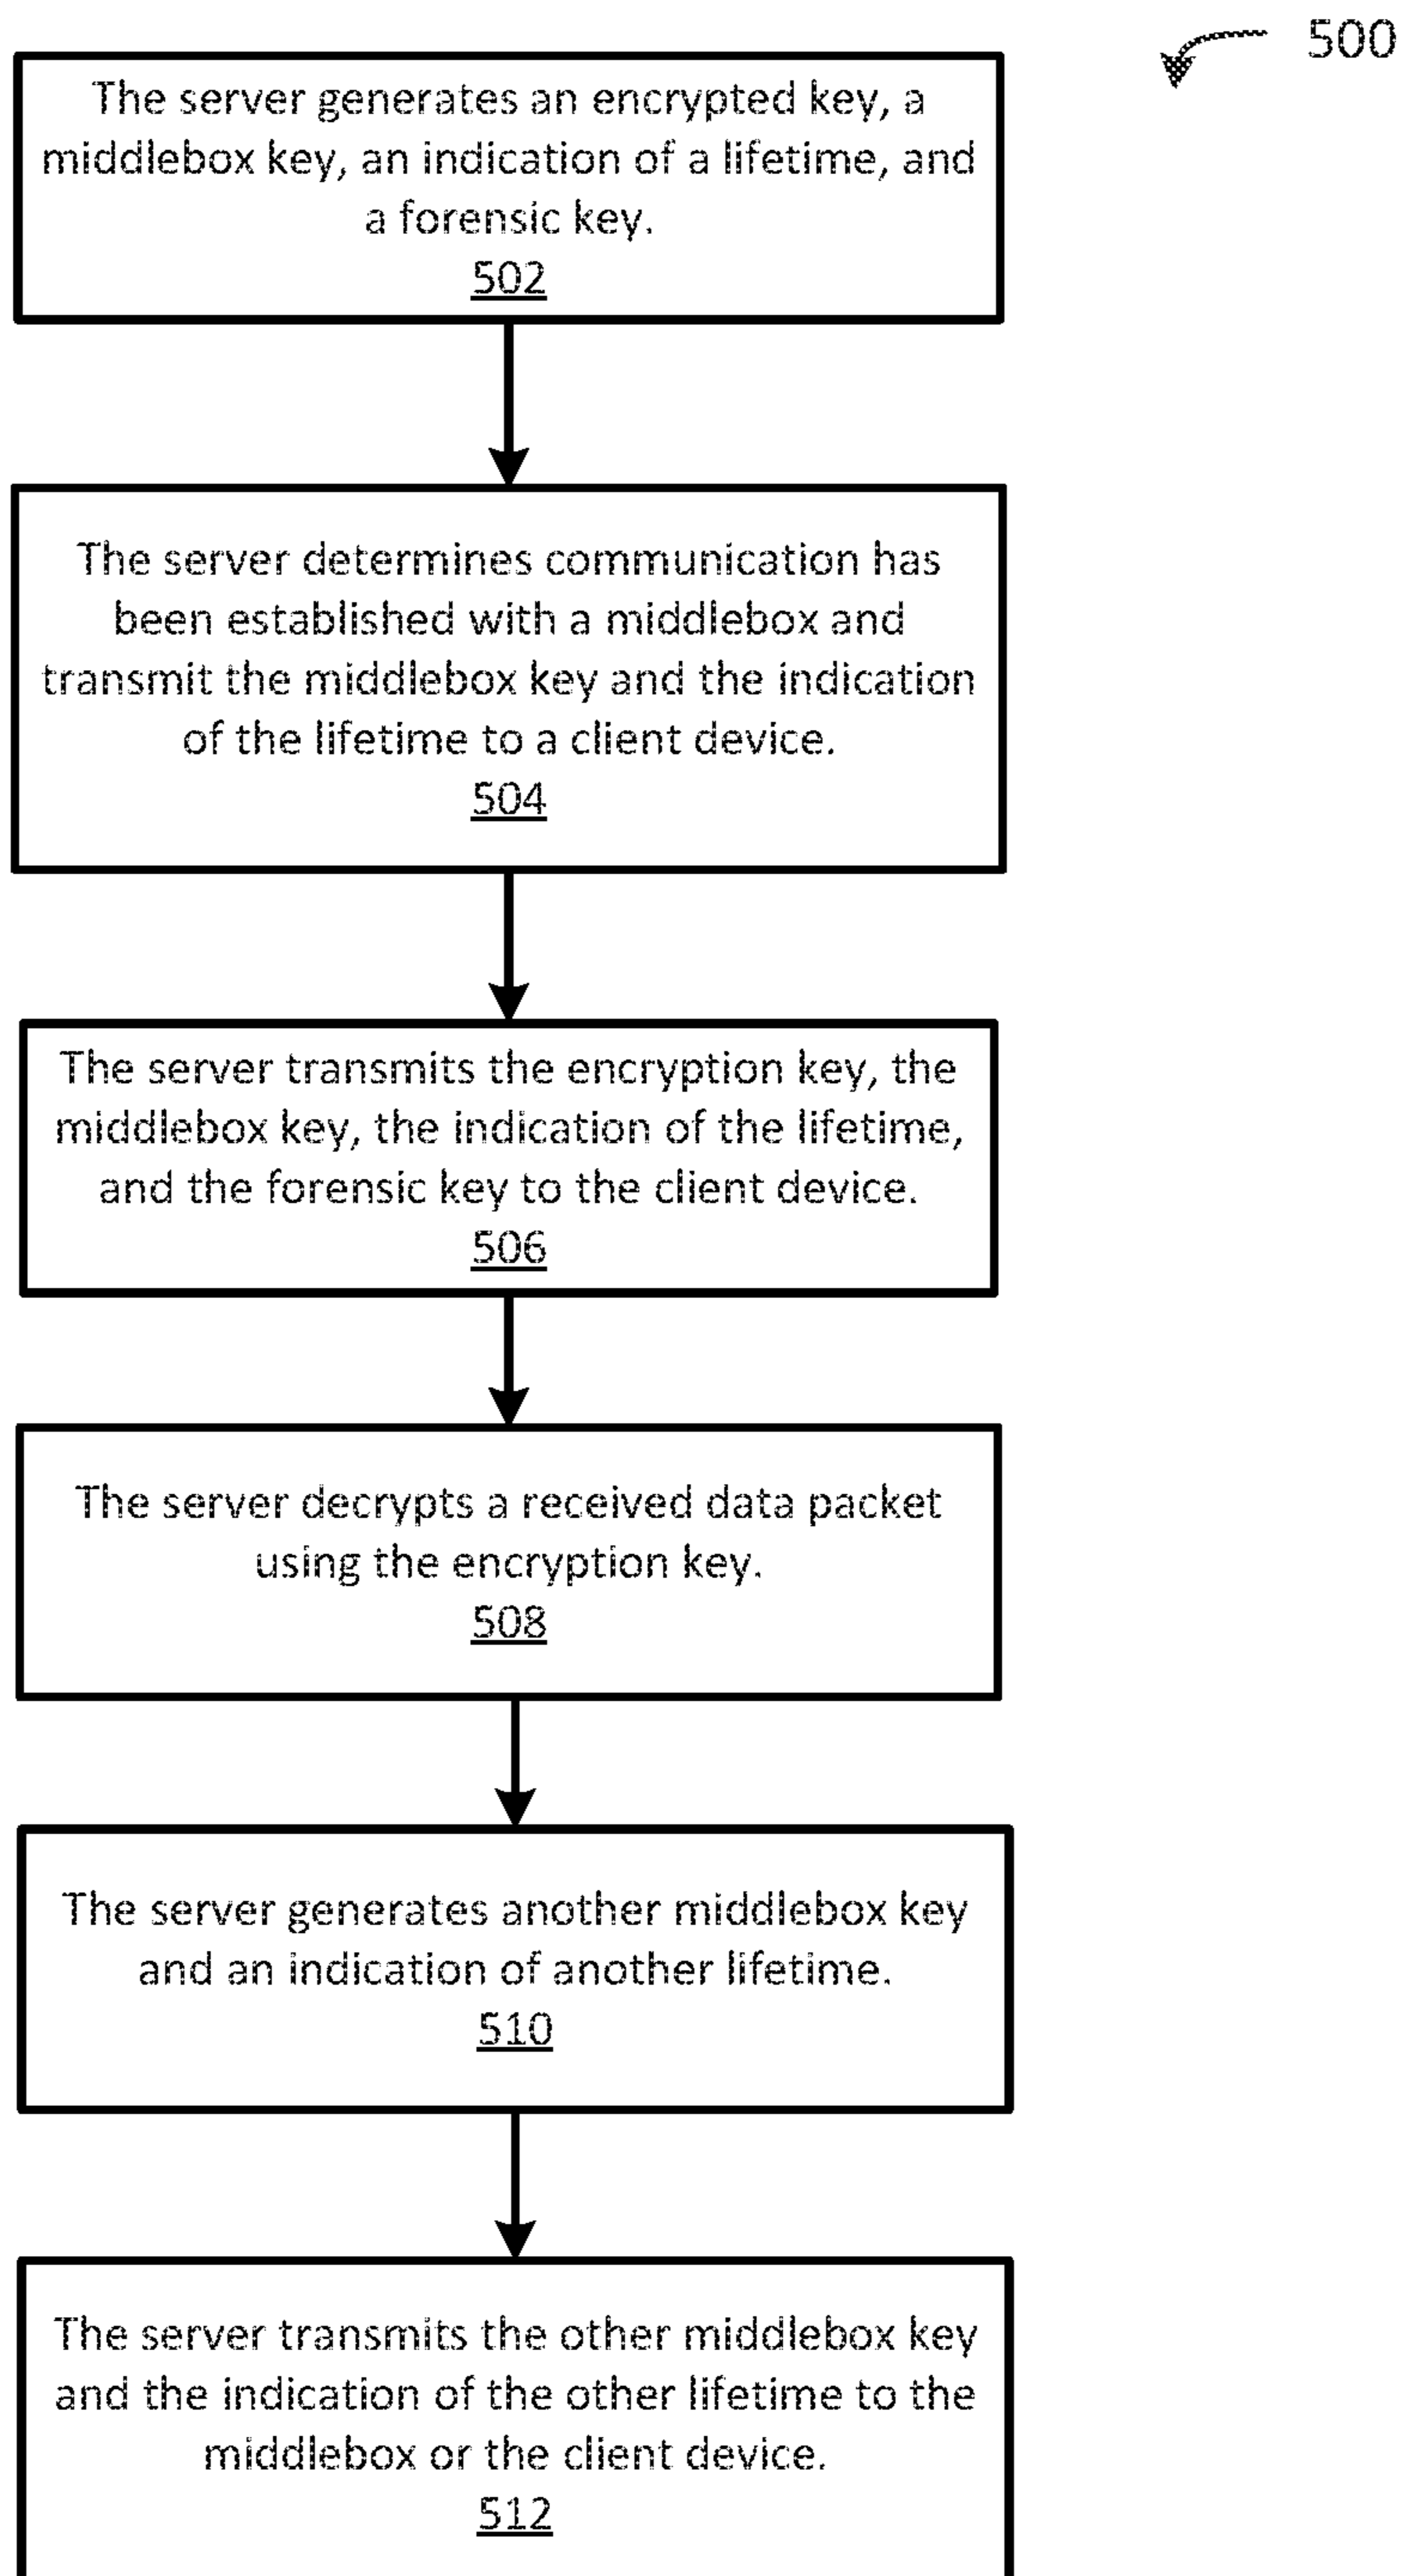 500
The server generates an encrypted key, a
middlebox key, an indication of a lifetime, and
a forensic key.
502
The server determines communication has
been established with a middlebox and
transmit the middlebox key and the indication
of the lifetime to a client device.
504
The server transmits the encryption key, the
middlebox key, the indication of the lifetime,
and the forensic key to the client device.
506
The server decrypts a received data packet
using the encryption key.
508
The server generates another middlebox key
and an indication of another lifetime.
510
The server transmits the other middlebox key
and the indication of the other lifetime to the
middlebox or the client device.
512